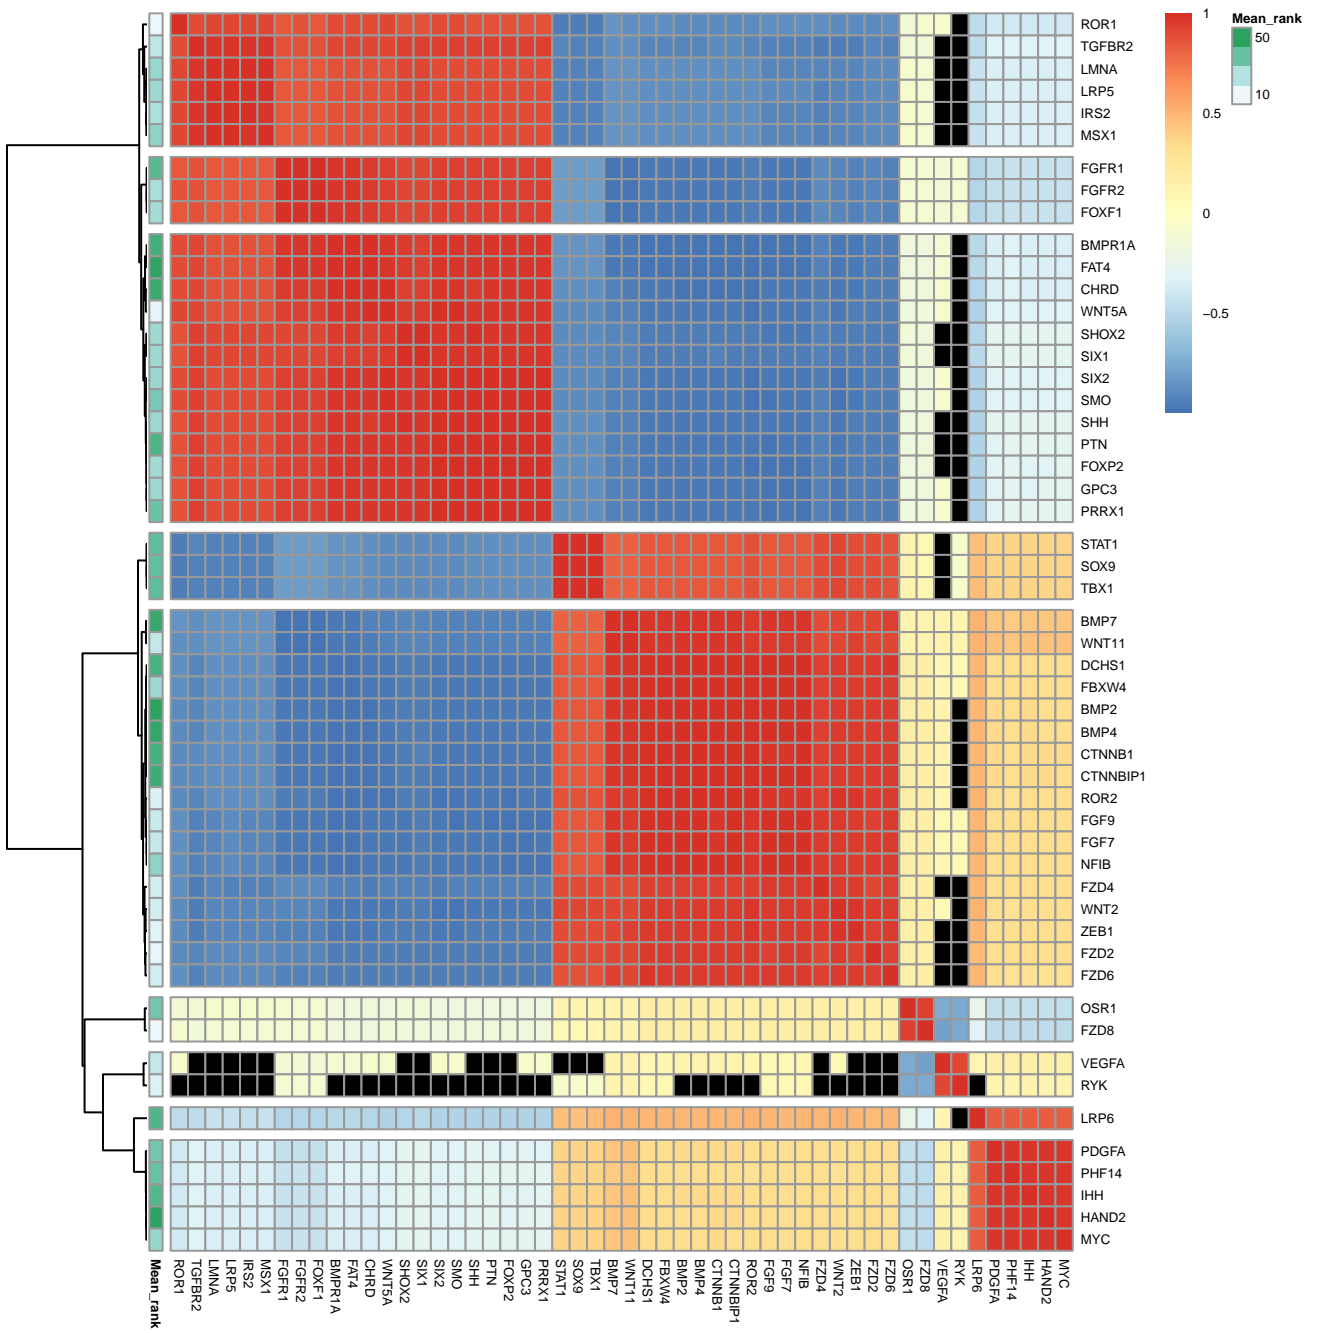 1
0.5
0
−0.5
Mean_rank
50
10
ROR1
TGFBR2
LMNA
LRP5
IRS2
MSX1
FGFR1
FGFR2
FOXF1
BMPR1A
FAT4
CHRD
WNT5A
SHOX2
SIX1
SIX2
SMO
SHH
PTN
FOXP2
GPC3
PRRX1
STAT1
SOX9
TBX1
BMP7
WNT11
DCHS1
FBXW4
BMP2
BMP4
CTNNB1
CTNNBIP1
ROR2
FGF9
FGF7
NFIB
FZD4
WNT2
ZEB1
FZD2
FZD6
OSR1
FZD8
VEGFA
RYK
LRP6
PDGFA
PHF14
IHH
HAND2
MYC
Mean_rank
ROR1
TGFBR2
LMNA
LRP5
IRS2
MSX1
FGFR1
FGFR2
FOXF1
BMPR1A
FAT4
CHRD
WNT5A
SHOX2
SIX1
SIX2
SMO
SHH
PTN
FOXP2
GPC3
PRRX1
STAT1
SOX9
TBX1
BMP7
WNT11
DCHS1
FBXW4
BMP2
BMP4
CTNNB1
CTNNBIP1
ROR2
FGF9
FGF7
NFIB
FZD4
WNT2
ZEB1
FZD2
FZD6
OSR1
FZD8
VEGFA
RYK
LRP6
PDGFA
PHF14
IHH
HAND2
MYC